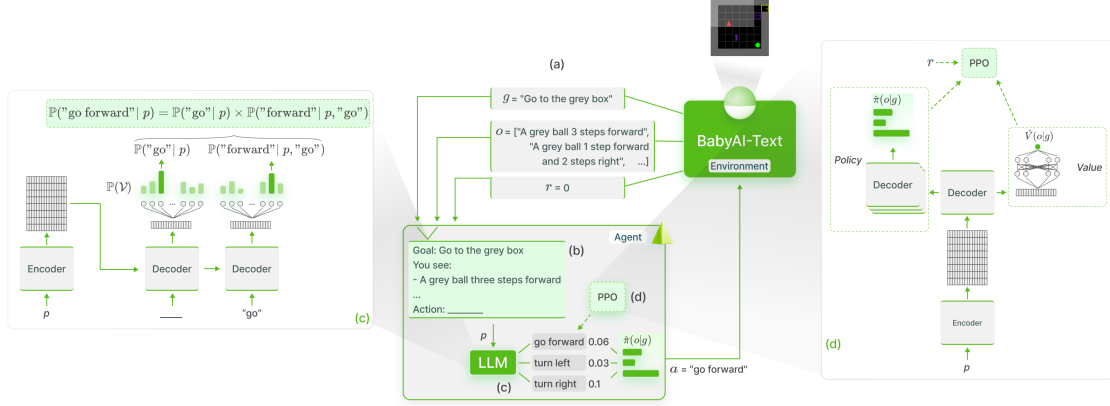 (a)
ℙ("go forward"| p) = ℙ("go"| p) × ℙ("forward"| p,"go")
ℙ("go"| p)
ℙ("forward"| p,"go")
ℙ(𝒱)
...
...
Encoder
Decoder
Decoder
p
"go"
(c)
g = "Go to the grey box"
o = ["A grey ball 3 steps forward",
"A grey ball 1 step forward
and 2 steps right", ...]
r = 0
BabyAI-Text
Environment
Agent
Goal: Go to the grey box
You see:
- A grey ball three steps forward
...
Action: _______
(b)
PPO
(d)
p
LLM
(c)
go forward 0.06
turn left 0.03
turn right 0.1
π̂(o|g)
a = "go forward"
r
PPO
π̂(o|g)
V̂(o|g)
Policy
Value
Decoder
Decoder
Encoder
p
(d)